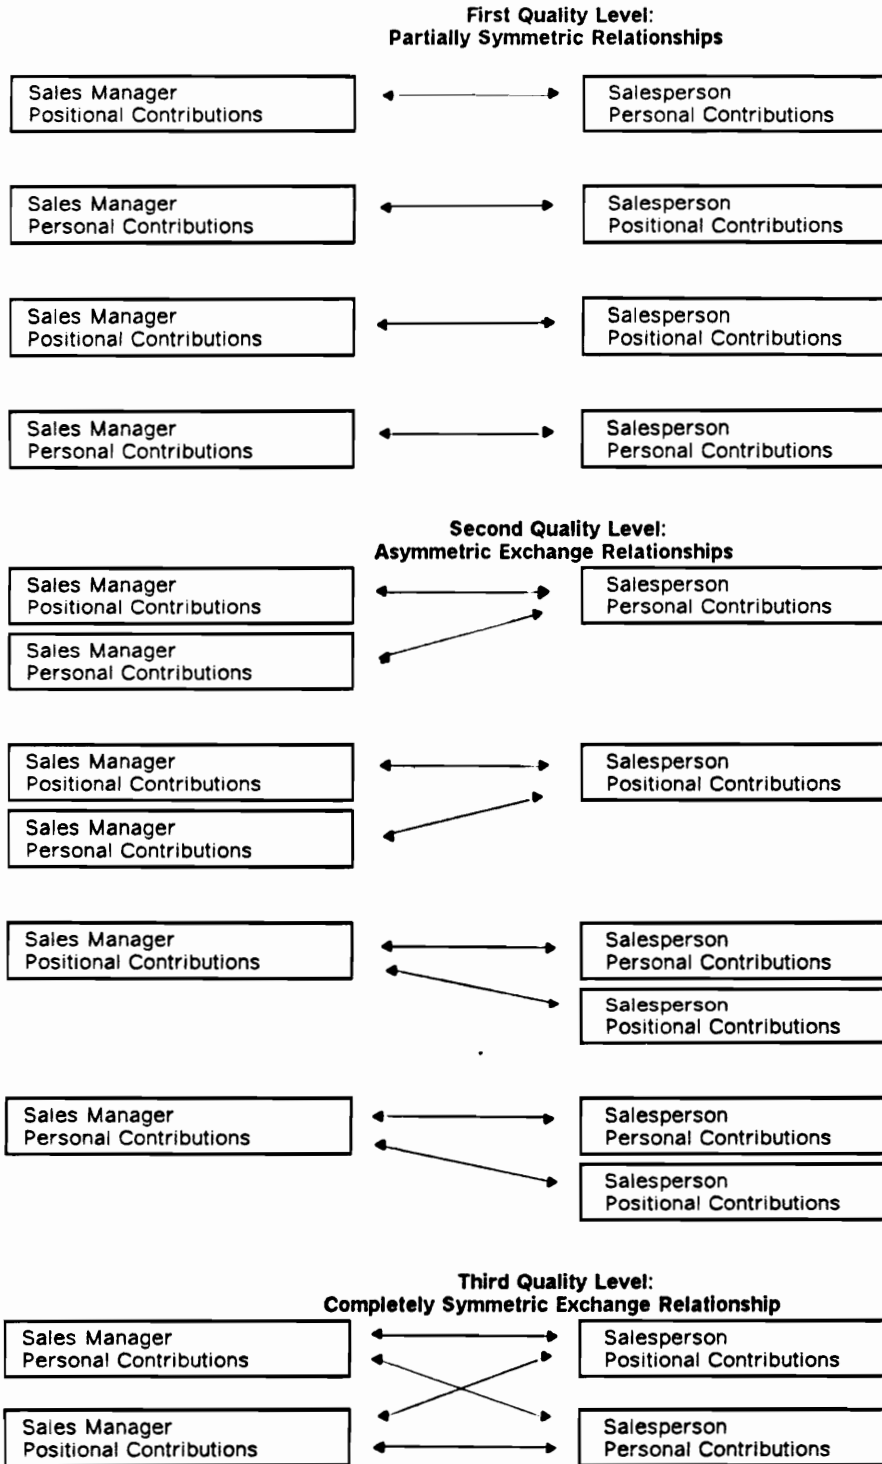 First Quality Level:
Partially Symmetric Relationships
Sales Manager
Positional Contributions
Salesperson
Personal Contributions
Sales Manager
Personal Contributions
Salesperson
Positional Contributions
Sales Manager
Positional Contributions
Salesperson
Positional Contributions
Sales Manager
Personal Contributions
Salesperson
Personal Contributions
Second Quality Level:
Asymmetric Exchange Relationships
Sales Manager
Positional Contributions
Salesperson
Personal Contributions
Sales Manager
Personal Contributions
Sales Manager
Positional Contributions
Salesperson
Positional Contributions
Sales Manager
Personal Contributions
Sales Manager
Positional Contributions
Salesperson
Personal Contributions
Salesperson
Positional Contributions
Sales Manager
Personal Contributions
Salesperson
Personal Contributions
Salesperson
Positional Contributions
Third Quality Level:
Completely Symmetric Exchange Relationship
Sales Manager
Personal Contributions
Salesperson
Positional Contributions
Sales Manager
Positional Contributions
Salesperson
Personal Contributions